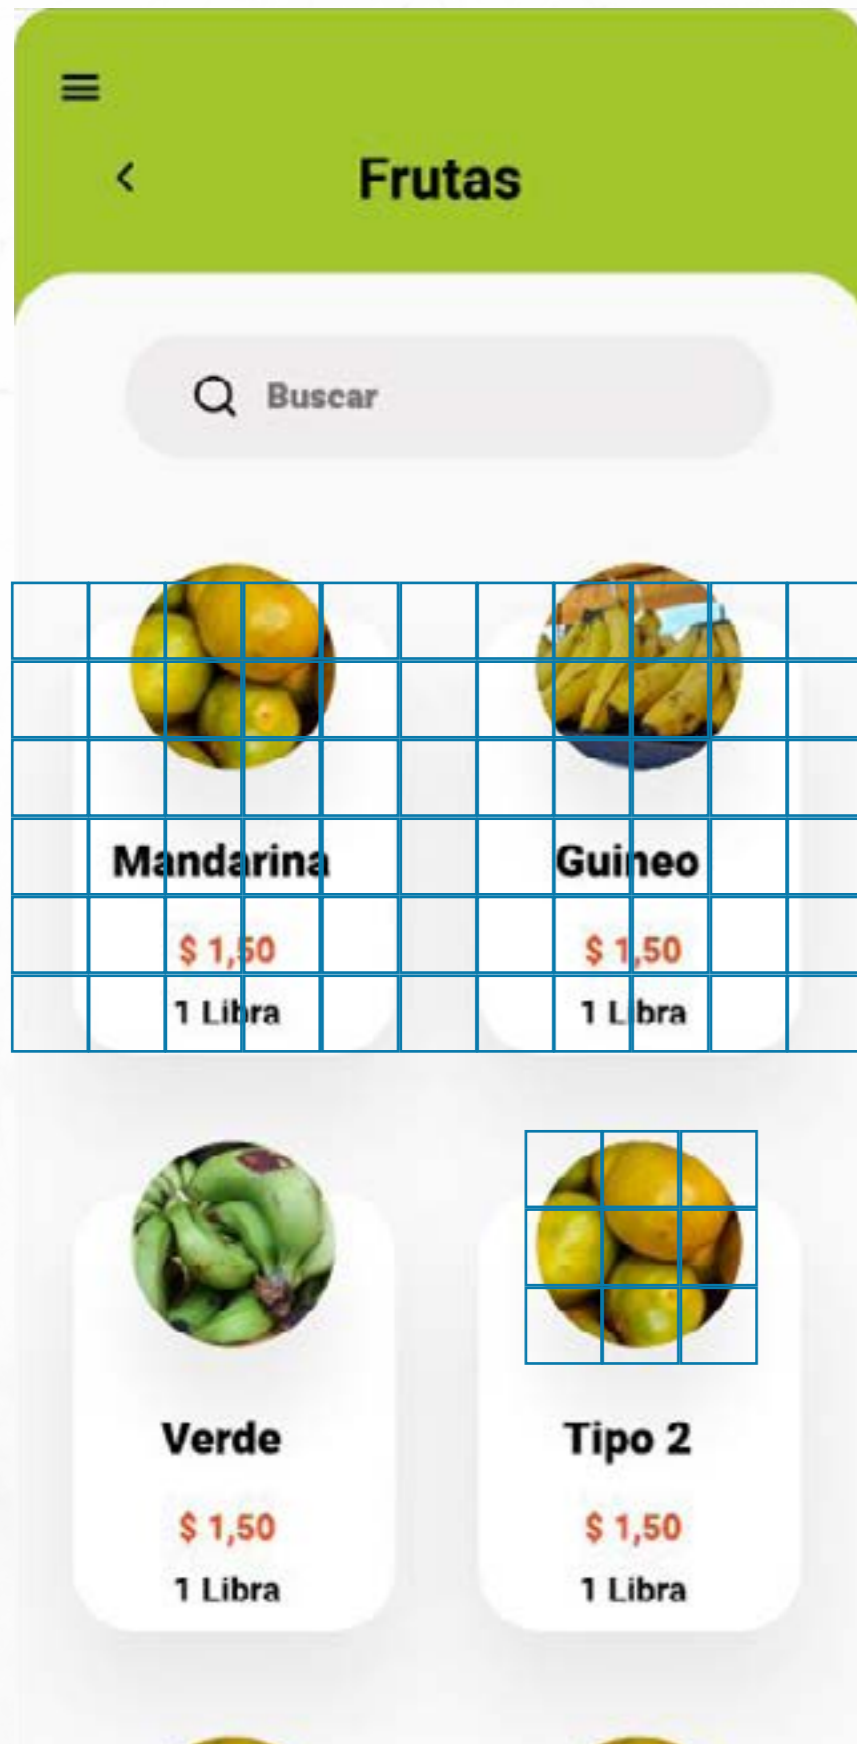 Frutas
Buscar
Mandarina
Guineo
$ 1,50
$ 1,50
1 Libra
1 Libra
Verde
Tipo 2
$ 1,50
$ 1,50
1 Libra
1 Libra